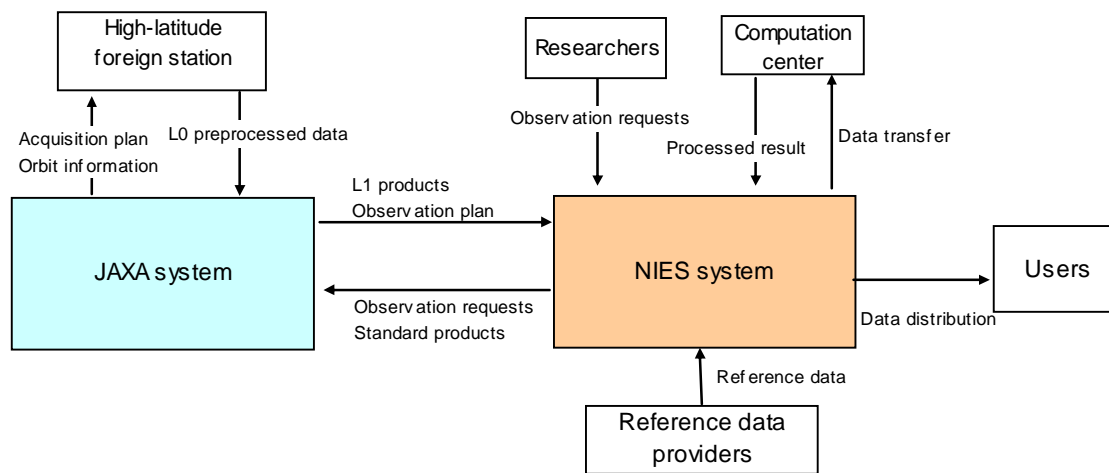 High-latitude
foreign station
Researchers
Computation
center
Acquisition plan
Orbit information
L0 preprocessed data
Observation requests
Processed result
Data transfer
L1 products
Observation plan
JAXA system
NIES system
Users
Observation requests
Standard products
Data distribution
Reference data
Reference data
providers